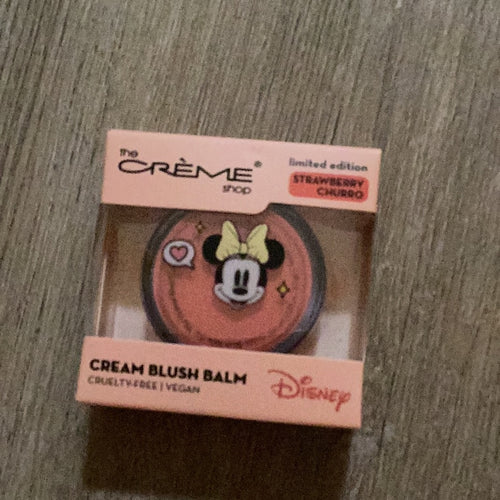 the
CRÈME®
shop
limited edition
STRAWBERRY
CHURRO
CREAM BLUSH BALM
CRUELTY-FREE | VEGAN
Disney